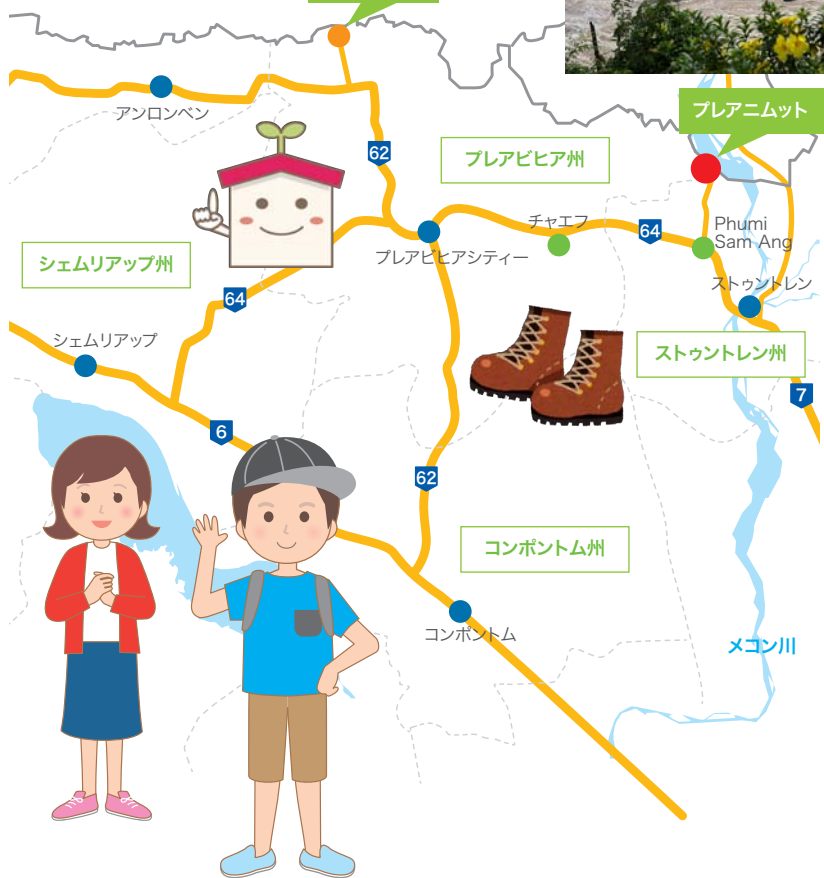 アンロンベン
プレアニムット
62
プレアビヒア州
チャエフ
64
Phumi
Sam Ang
プレアビヒアシティー
シェムリアップ州
ストゥントレン
64
シェムリアップ
ストゥントレン州
7
6
62
コンポントム州
コンポントム
メコン川